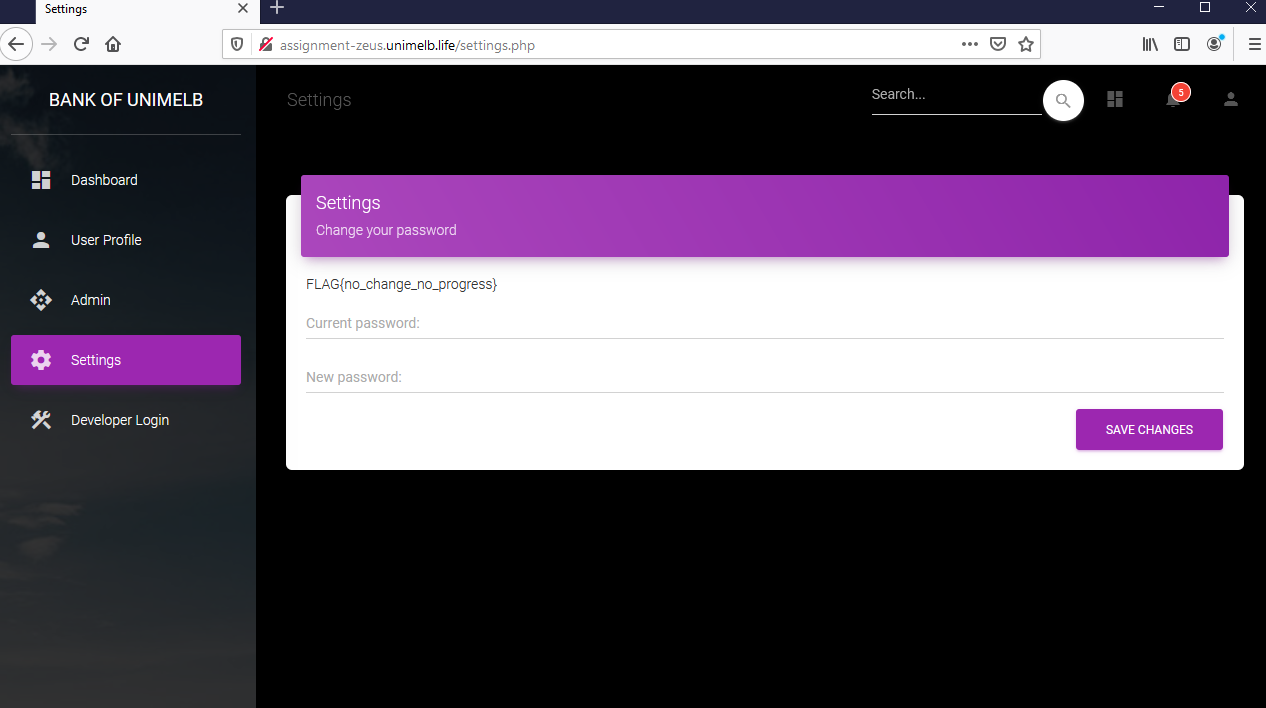 Settings
assignment-zeus.unimelb.life/settings.php
BANK OF UNIMELB
Dashboard
User Profile
Admin
Settings
Developer Login
Settings
Search...
5
Settings
Change your password
FLAG{no_change_no_progress}
Current password:
New password:
SAVE CHANGES